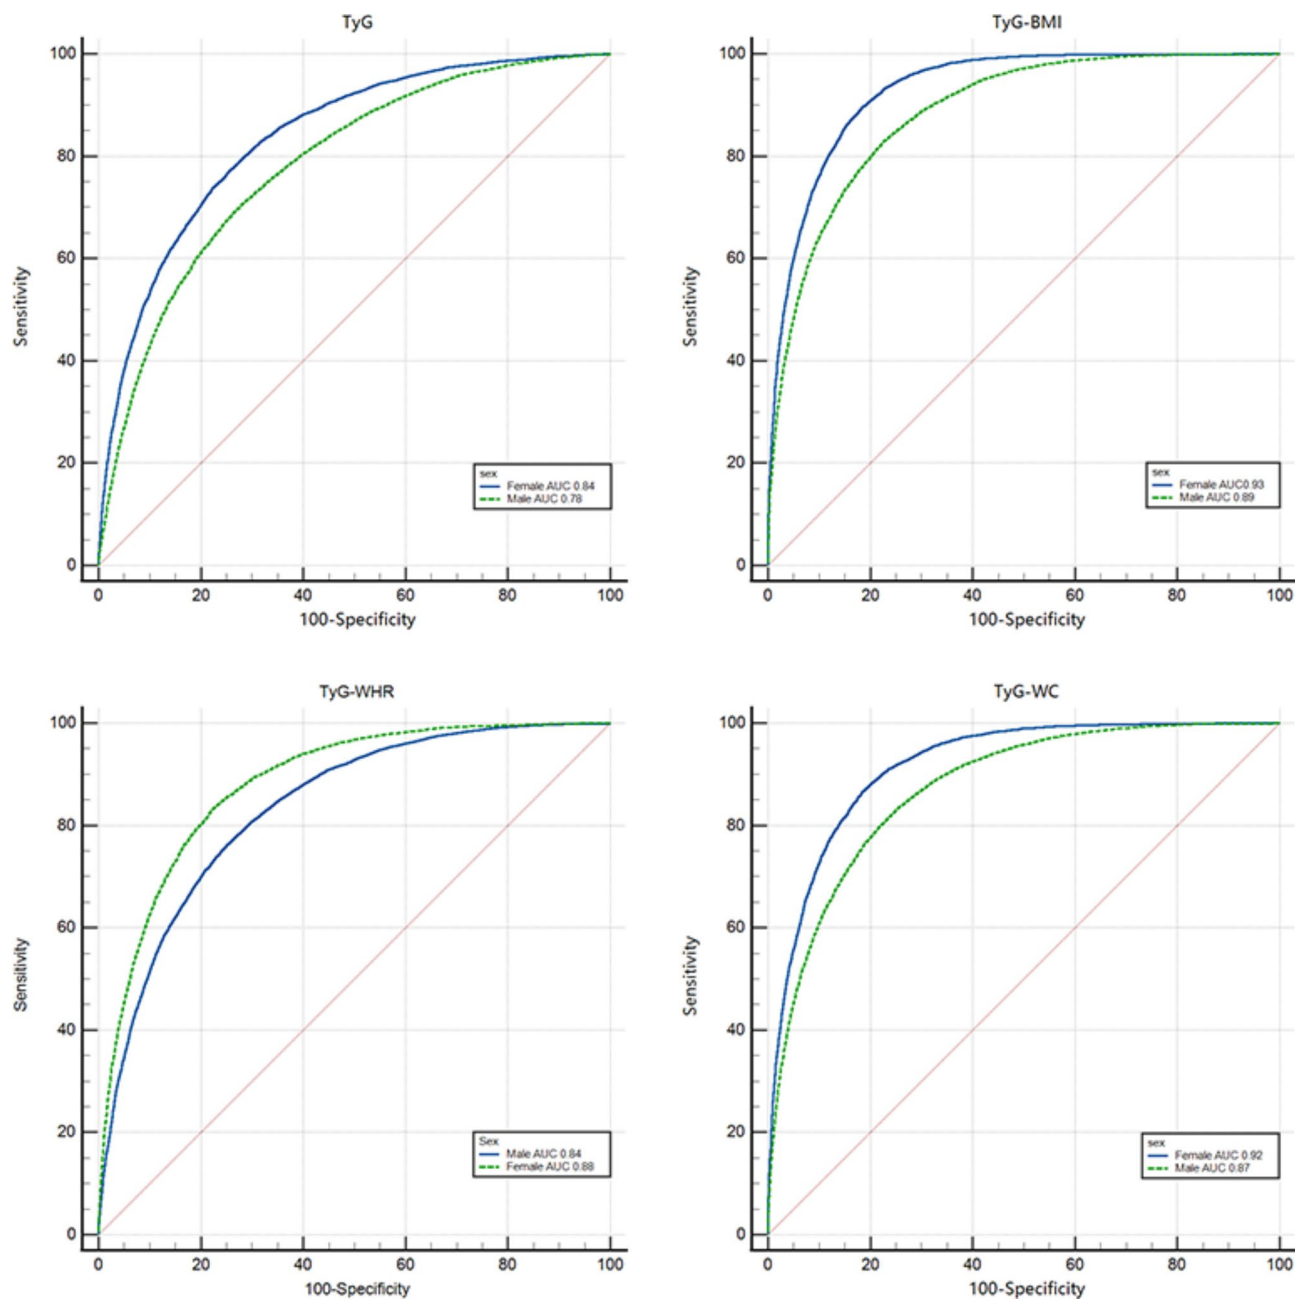 TyG
100
80
60
40
20
0
Sensitivity
sex
Female AUC 0.84
Male AUC 0.78
0 20 40 60 80 100
100-Specificity
TyG-BMI
100
80
60
40
20
0
Sensitivity
sex
Female AUC0.93
Male AUC 0.89
0 20 40 60 80 100
100-Specificity
TyG-WHR
100
80
60
40
20
0
Sensitivity
Sex
Male AUC 0.84
Female AUC 0.88
0 20 40 60 80 100
100-Specificity
TyG-WC
100
80
60
40
20
0
Sensitivity
sex
Female AUC 0.92
Male AUC 0.87
0 20 40 60 80 100
100-Specificity